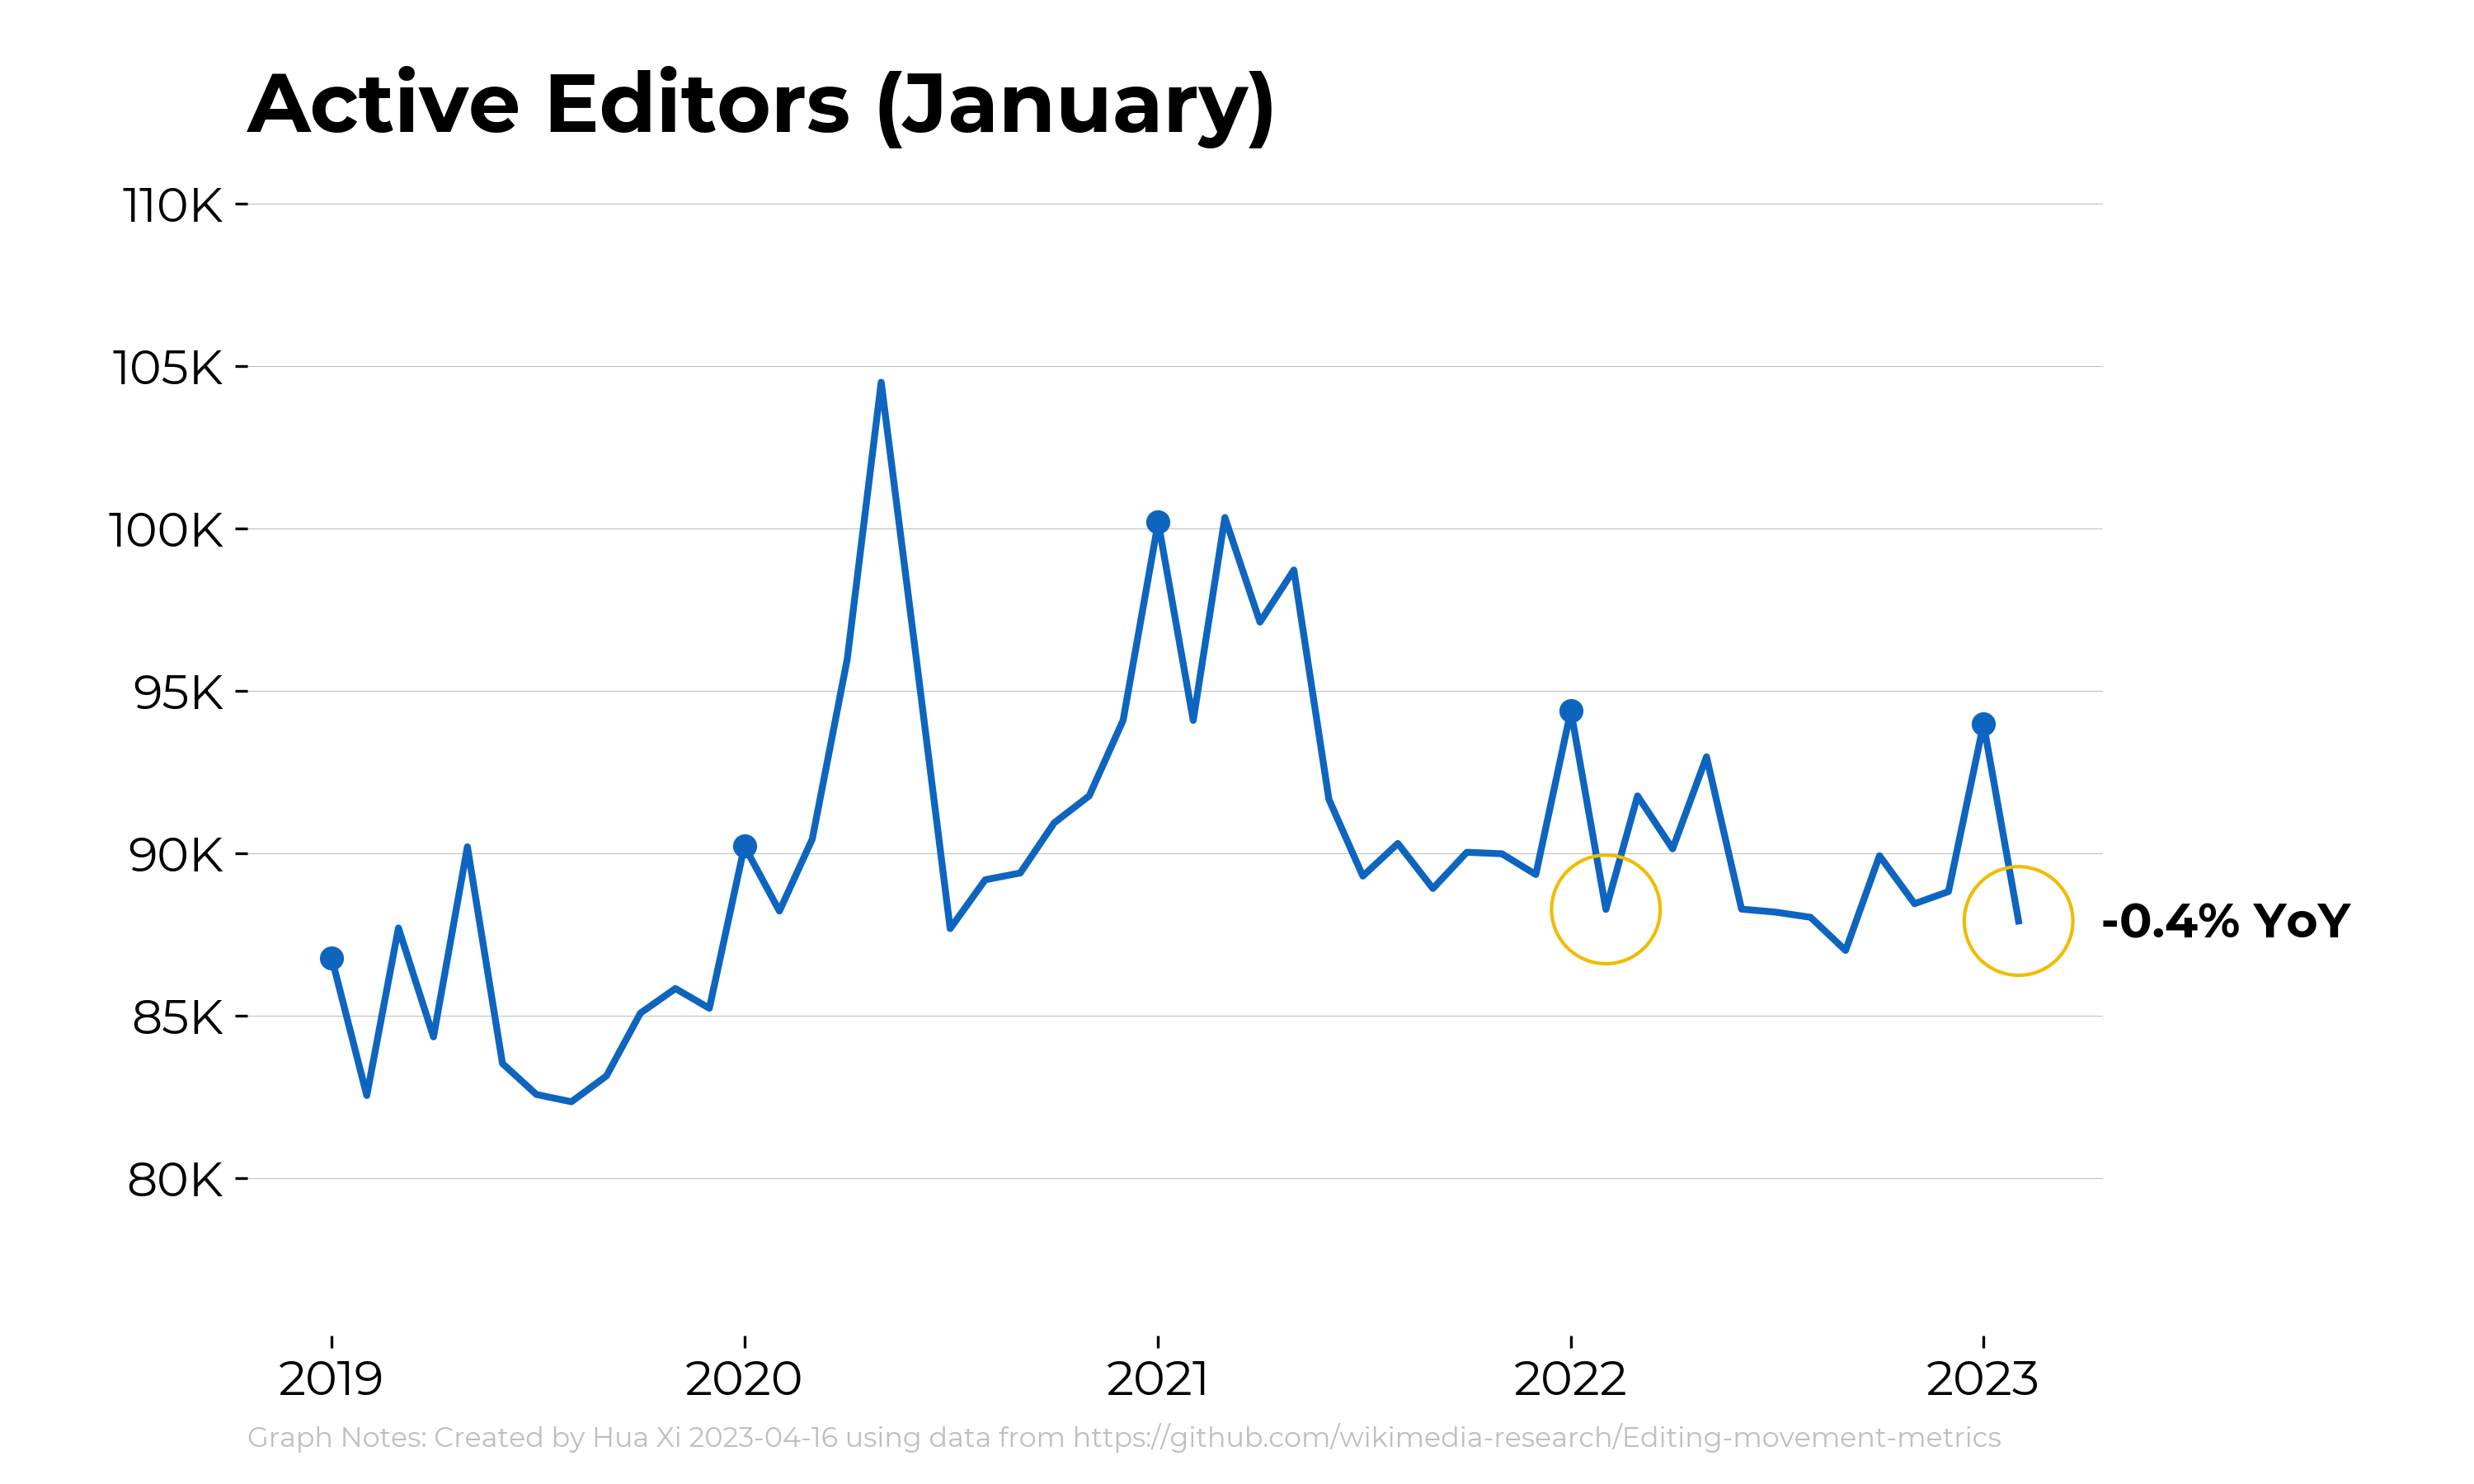 Active Editors (January)
110K
105K
100K
95K
90K
85K
80K
-0.4% YoY
2019 2020 2021 2022 2023
Graph Notes: Created by Hua Xi 2023-04-16 using data from https://github.com/wikimedia-research/Editing-movement-metrics